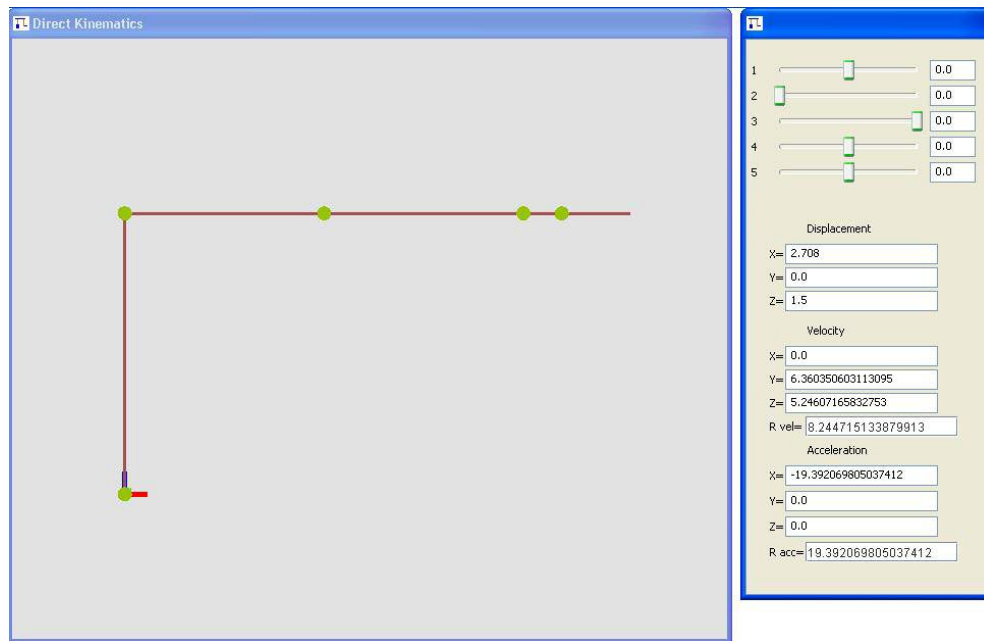 Direct Kinematics
1 0.0
2 0.0
3 0.0
4 0.0
5 0.0
Displacement
X= 2.708
Y= 0.0
Z= 1.5
Velocity
X= 0.0
Y= 6.360350603113095
Z= 5.24607165832753
R vel= 8.244715133879913
Acceleration
X= -19.392069805037412
Y= 0.0
Z= 0.0
R acc= 19.392069805037412